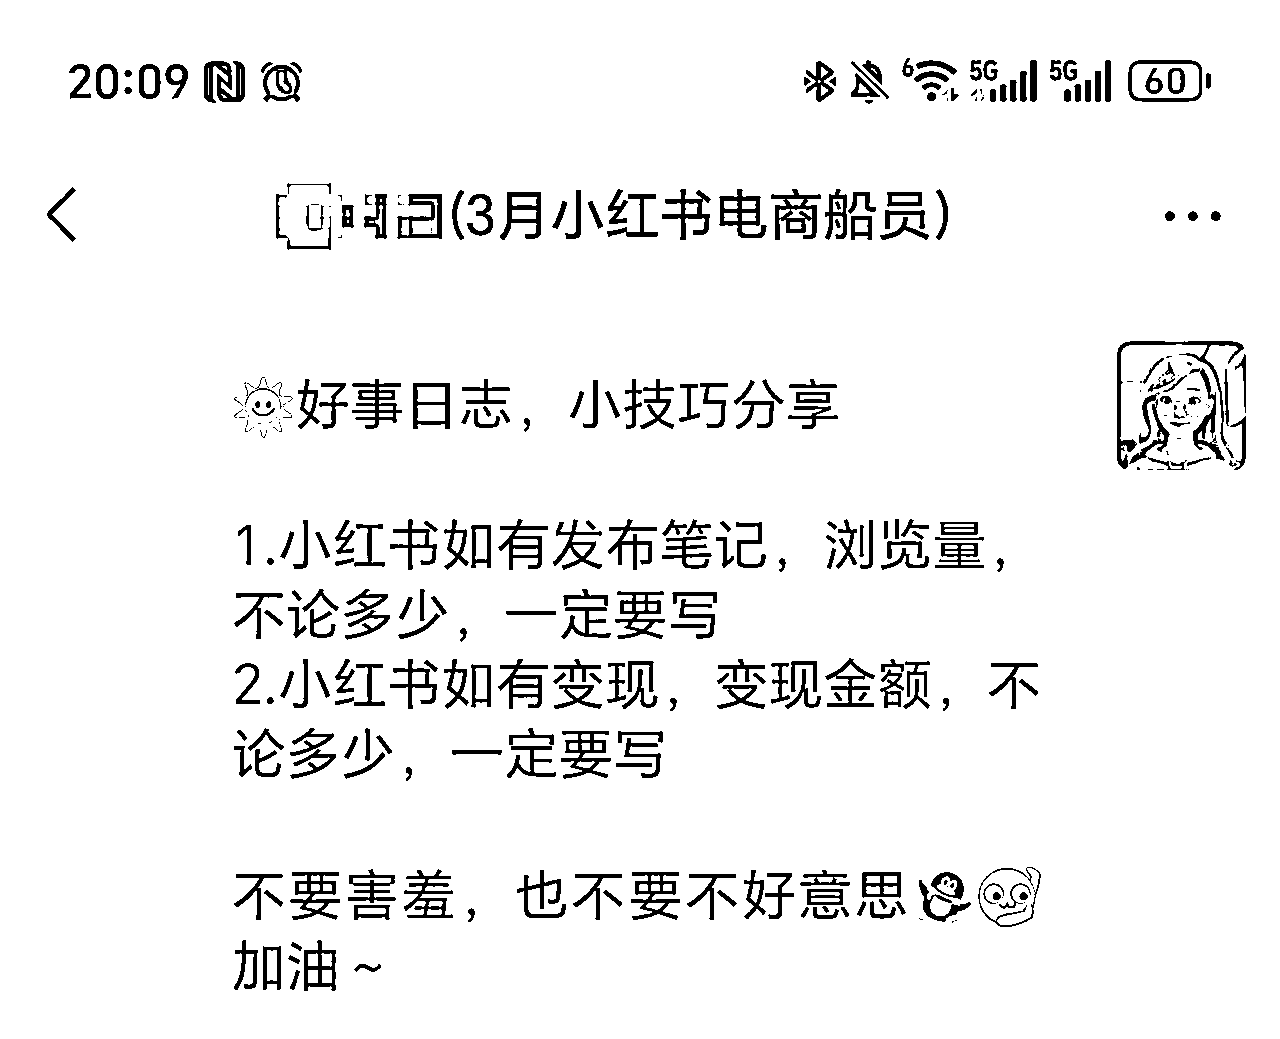 20:09 6 5G 5G 60
(3月小红书电商船员)
好事日志，小技巧分享
1.小红书如有发布笔记，浏览量，
不论多少，一定要写
2.小红书如有变现，变现金额，不
论多少，一定要写
不要害羞，也不要不好意思
加油~